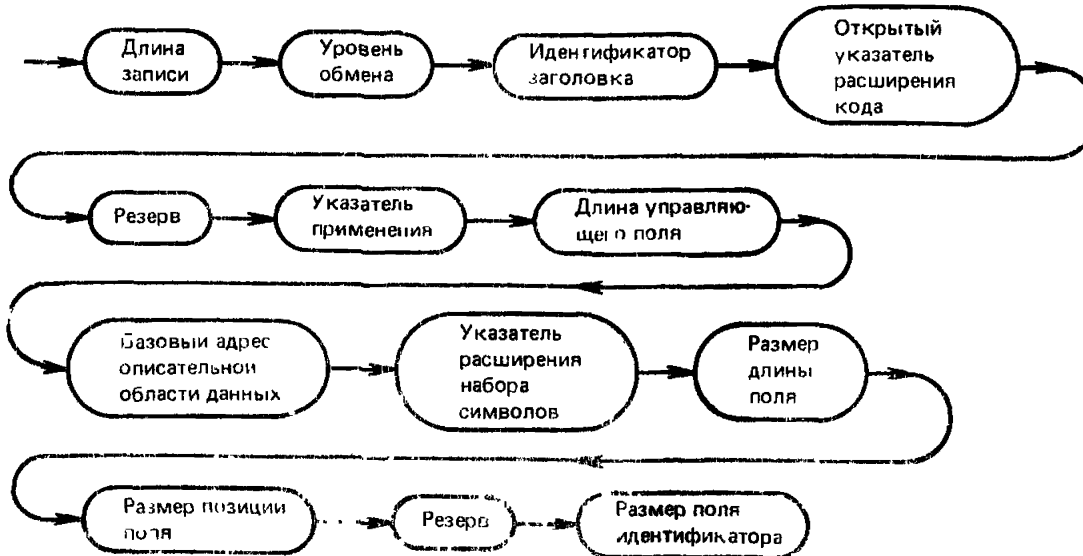 Длина
записи
Уровень
обмена
Идентификатор
заголовка
Открытый
указатель
расширения
кода
Резерв
Указатель
применения
Длина управляю-
щего поля
Базовый адрес
описательной
области данных
Указатель
расширения
набора
символов
Размер
длины
поля
Размер позиции
поля
Резерв
Размер поля
идентификатора